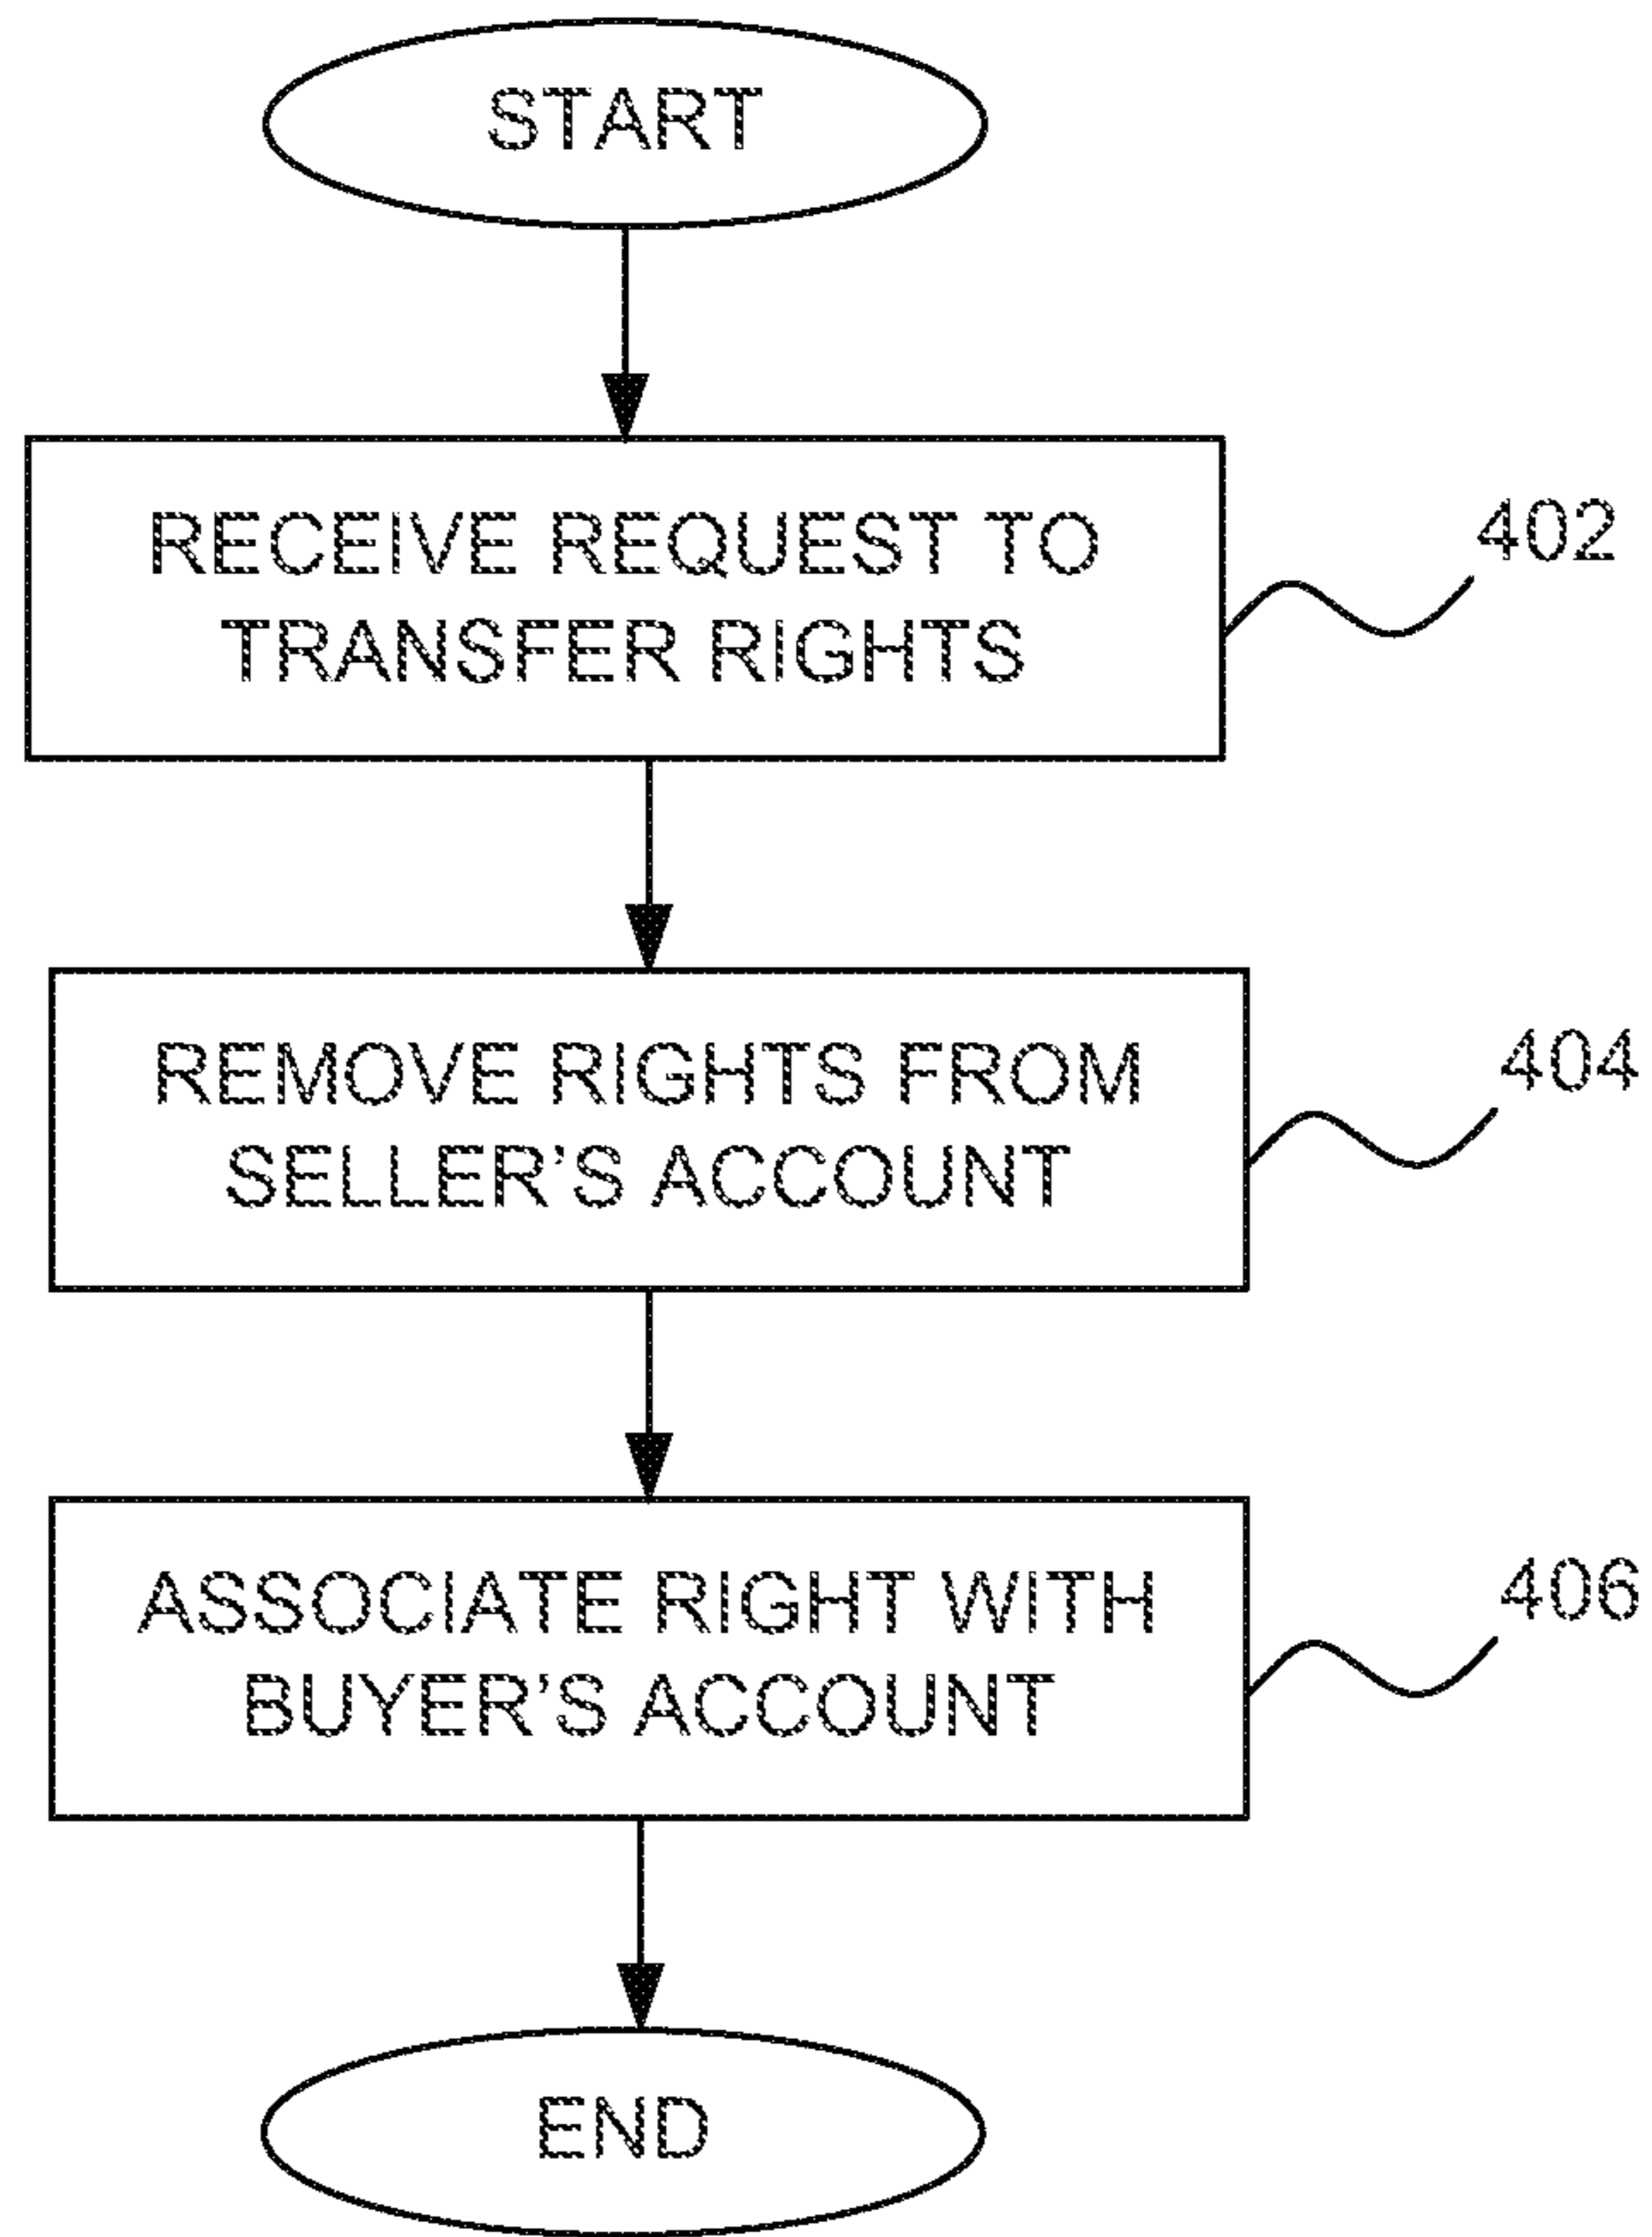 START
RECEIVE REQUEST TO
TRANSFER RIGHTS
402
REMOVE RIGHTS FROM
SELLER’S ACCOUNT
404
ASSOCIATE RIGHT WITH
BUYER’S ACCOUNT
406
END